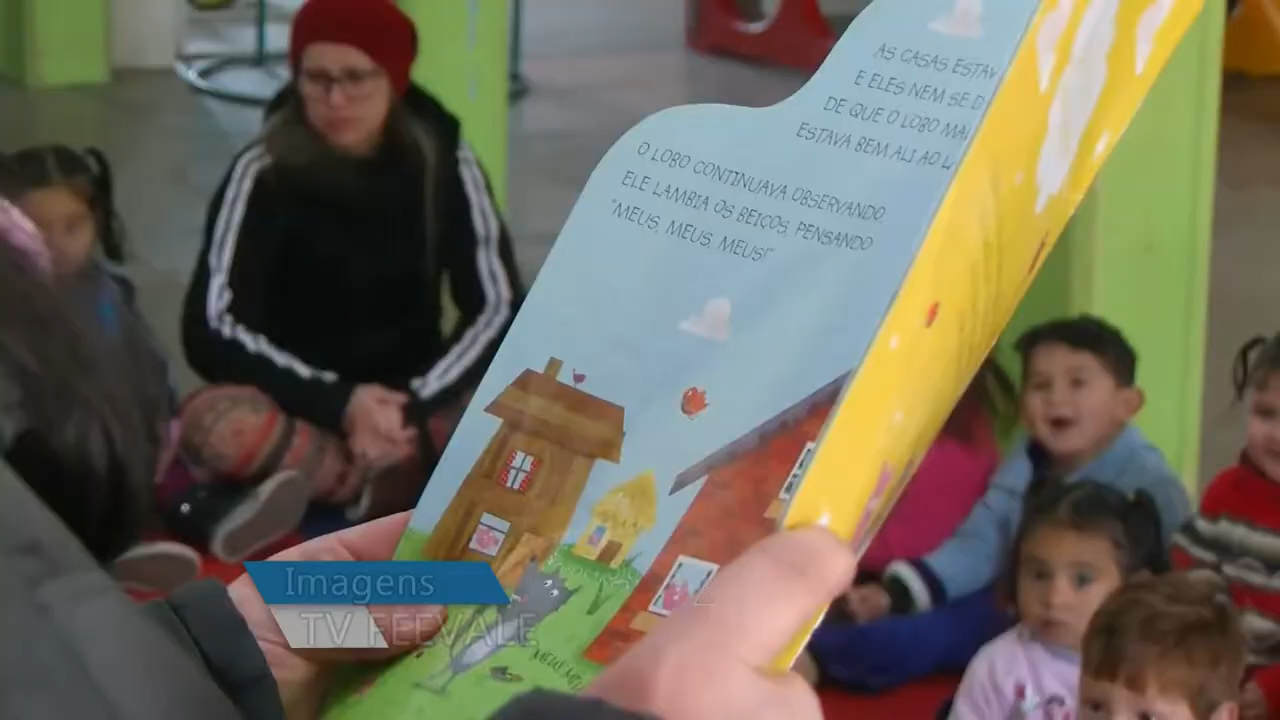 AS CASAS ESTAV
E ELES NEM SE D
DE QUE O LOBO MAU
ESTAVA BEM ALI AO L
O LOBO CONTINUAVA OBSERVANDO
ELE LAMBIA OS BEIÇOS, PENSANDO
"MEUS, MEUS, MEUS!"
Imagens
TV FEEVALE